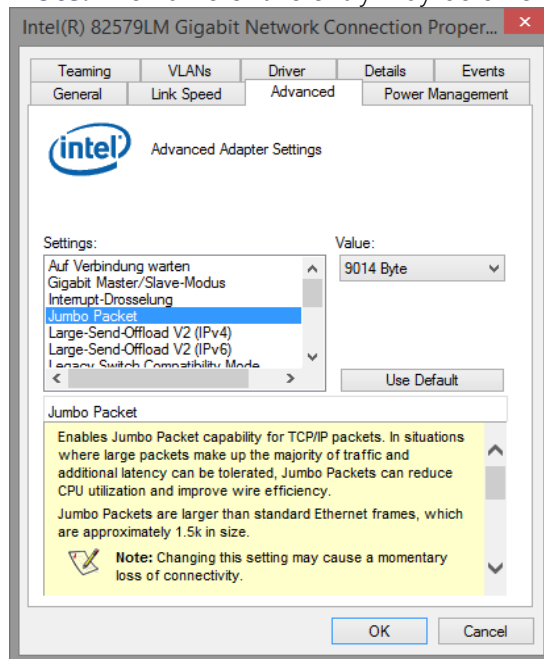 Intel(R) 82579LM Gigabit Network Connection Proper...
Teaming VLANs Driver Details Events
General Link Speed Advanced Power Management
intel
Advanced Adapter Settings
Settings: Value:
Auf Verbindung warten 9014 Byte
Gigabit Master/Slave-Modus
Interrupt-Drosselung
Jumbo Packet
Large-Send-Offload V2 (IPv4)
Large-Send-Offload V2 (IPv6)
Legacy Switch Compatibility Mode
Use Default
Jumbo Packet
Enables Jumbo Packet capability for TCP/IP packets. In situations
where large packets make up the majority of traffic and
additional latency can be tolerated, Jumbo Packets can reduce
CPU utilization and improve wire efficiency.
Jumbo Packets are larger than standard Ethernet frames, which
are approximately 1.5k in size.
Note: Changing this setting may cause a momentary
loss of connectivity.
OK Cancel